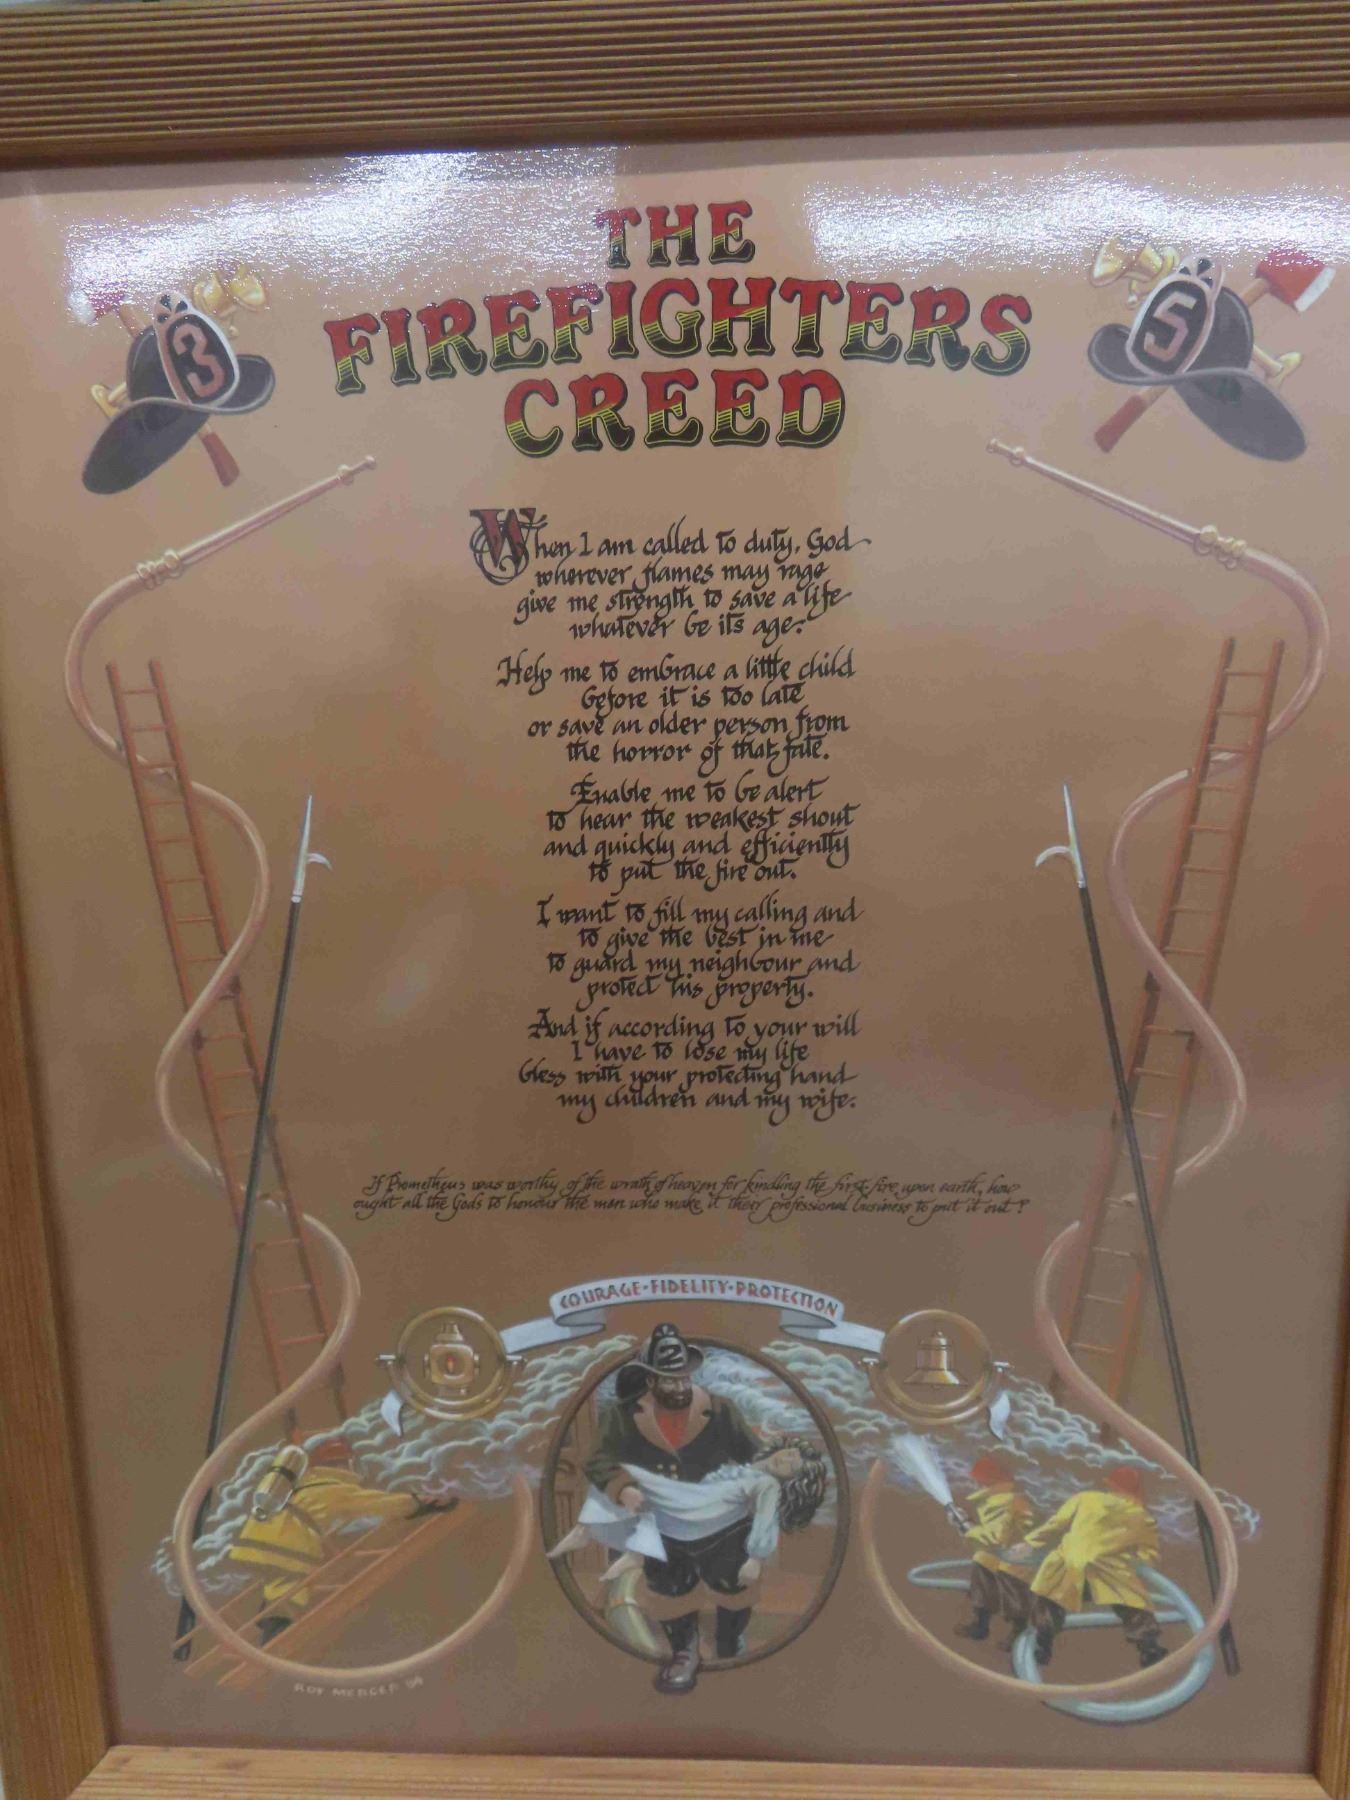 THE
FIREFIGHTERS
CREED
3
5
When I am called to duty, God
wherever flames may rage
give me strength to save a life
whatever be its age.
Help me to embrace a little child
before it is too late
or save an older person from
the horror of that fate.
Enable me to be alert
to hear the weakest shout
and quickly and efficiently
to put the fire out.
I want to fill my calling and
to give the best in me
to guard my neighbour and
protect his property.
And if according to your will
I have to lose my life
bless with your protecting hand
my children and my wife.
If Prometheus was worthy of the wrath of heaven for kindling the first fire upon earth, how
ought all the Gods to honour the men who make it their professional business to put it out?
COURAGE·FIDELITY·PROTECTION
2
ROY MERCER